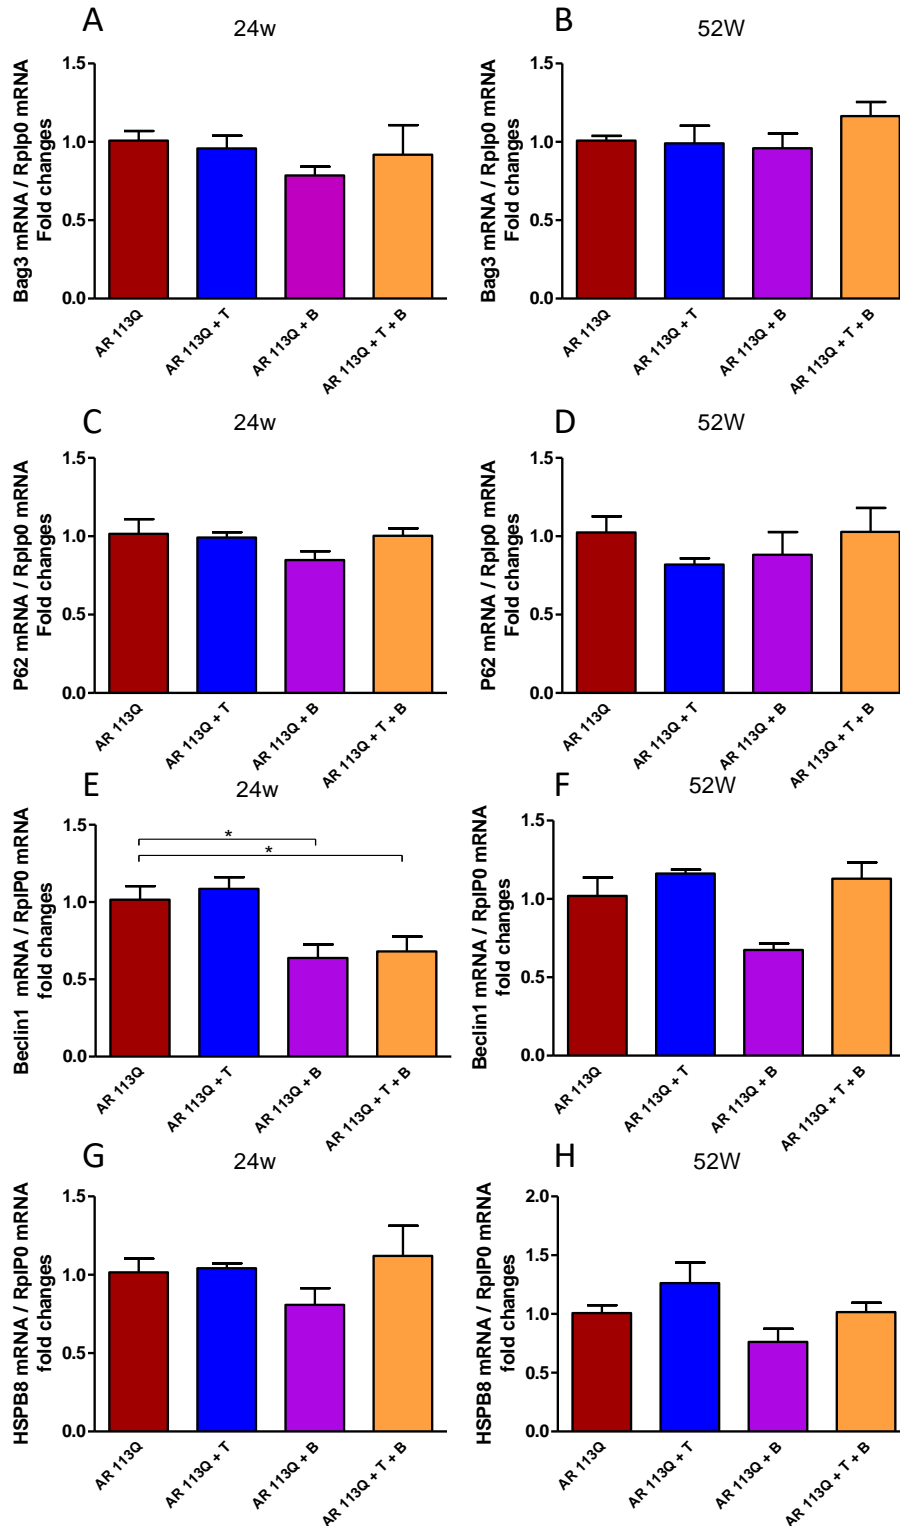 A
24w
Bag3 mRNA / Rplp0 mRNA
Fold changes
1.5
1.0
0.5
0.0
AR 113Q
AR 113Q + T
AR 113Q + B
AR 113Q + T + B
B
52W
Bag3 mRNA / Rplp0 mRNA
Fold changes
1.5
1.0
0.5
0.0
AR 113Q
AR 113Q + T
AR 113Q + B
AR 113Q + T + B
C
24w
P62 mRNA / Rplp0 mRNA
Fold changes
1.5
1.0
0.5
0.0
AR 113Q
AR 113Q + T
AR 113Q + B
AR 113Q + T + B
D
52W
P62 mRNA / Rplp0 mRNA
Fold changes
1.5
1.0
0.5
0.0
AR 113Q
AR 113Q + T
AR 113Q + B
AR 113Q + T + B
E
24w
Beclin1 mRNA / RplP0 mRNA
fold changes
1.5
1.0
0.5
0.0
*
*
AR 113Q
AR 113Q + T
AR 113Q + B
AR 113Q + T + B
F
52W
Beclin1 mRNA / RplP0 mRNA
fold changes
1.5
1.0
0.5
0.0
AR 113Q
AR 113Q + T
AR 113Q + B
AR 113Q + T + B
G
24w
HSPB8 mRNA / RplP0 mRNA
fold changes
1.5
1.0
0.5
0.0
AR 113Q
AR 113Q + T
AR 113Q + B
AR 113Q + T + B
H
52W
HSPB8 mRNA / RplP0 mRNA
fold changes
2.0
1.5
1.0
0.5
0.0
AR 113Q
AR 113Q + T
AR 113Q + B
AR 113Q + T + B